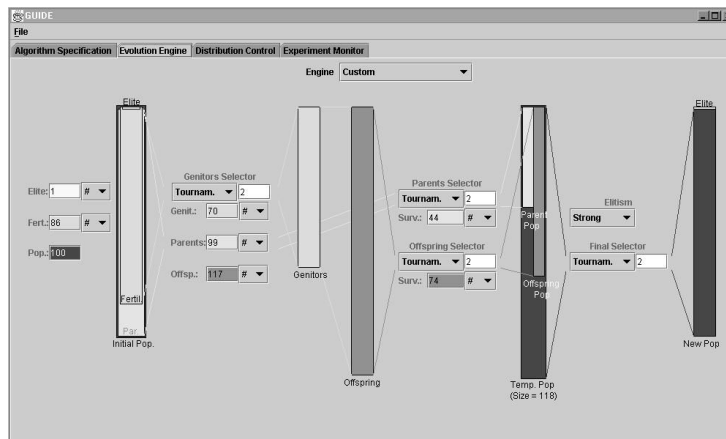 GUIDE
File
Algorithm Specification Evolution Engine Distribution Control Experiment Monitor
Engine Custom
Elite
Elite: 1 #
Fert.: 86 #
Pop.: 100
Fertil.
Par.
Initial Pop.
Genitors Selector
Tournam. 2
Genit.: 70 #
Parents: 99 #
Offsp.: 117 #
Genitors
Offspring
Parents Selector
Tournam. 2
Surv.: 44 #
Offspring Selector
Tournam. 2
Surv.: 74 #
Parent
Pop
Offspring
Pop
Temp. Pop
(Size = 118)
Elitism
Strong
Final Selector
Tournam. 2
Elite
New Pop